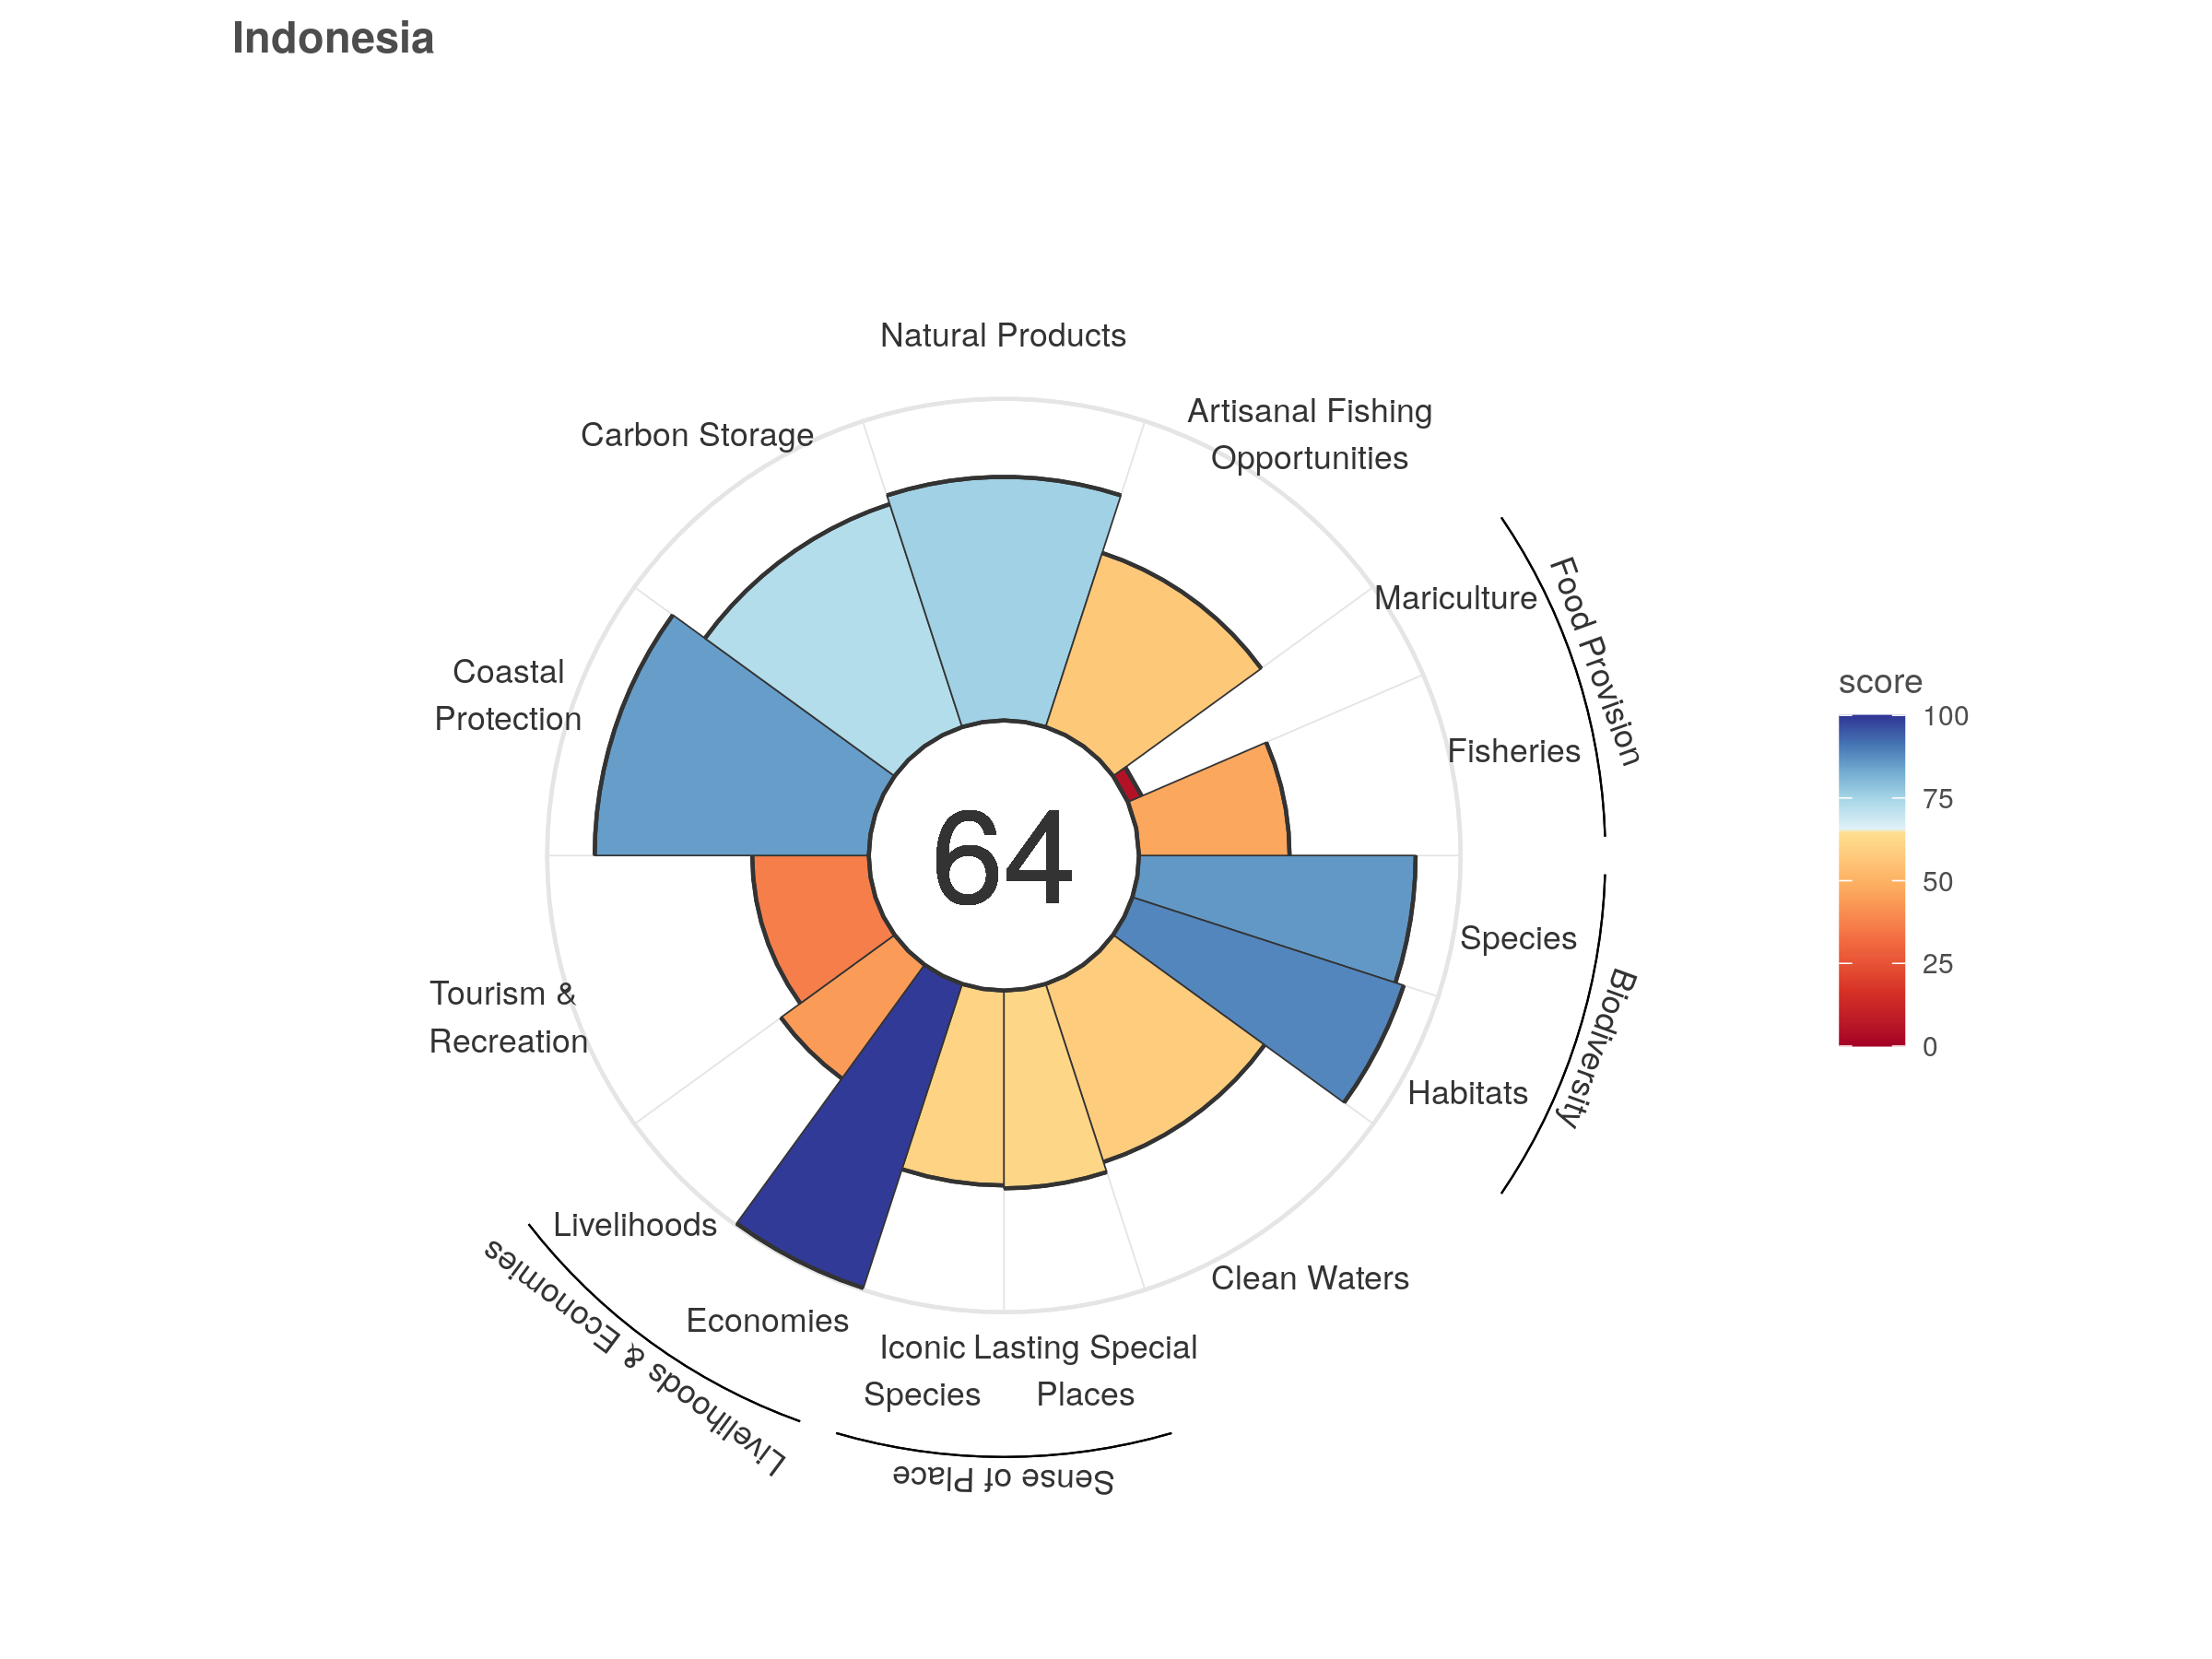 Indonesia
Natural Products
Artisanal Fishing
Opportunities
Carbon Storage
Mariculture
Food Provision
Fisheries
Coastal
Protection
64
score
100
75
50
25
0
Species
Biodiversity
Habitats
Tourism &
Recreation
Livelihoods
Economies
Livelihoods & Economies
Clean Waters
Iconic
Species
Lasting Special
Places
Sense of Place